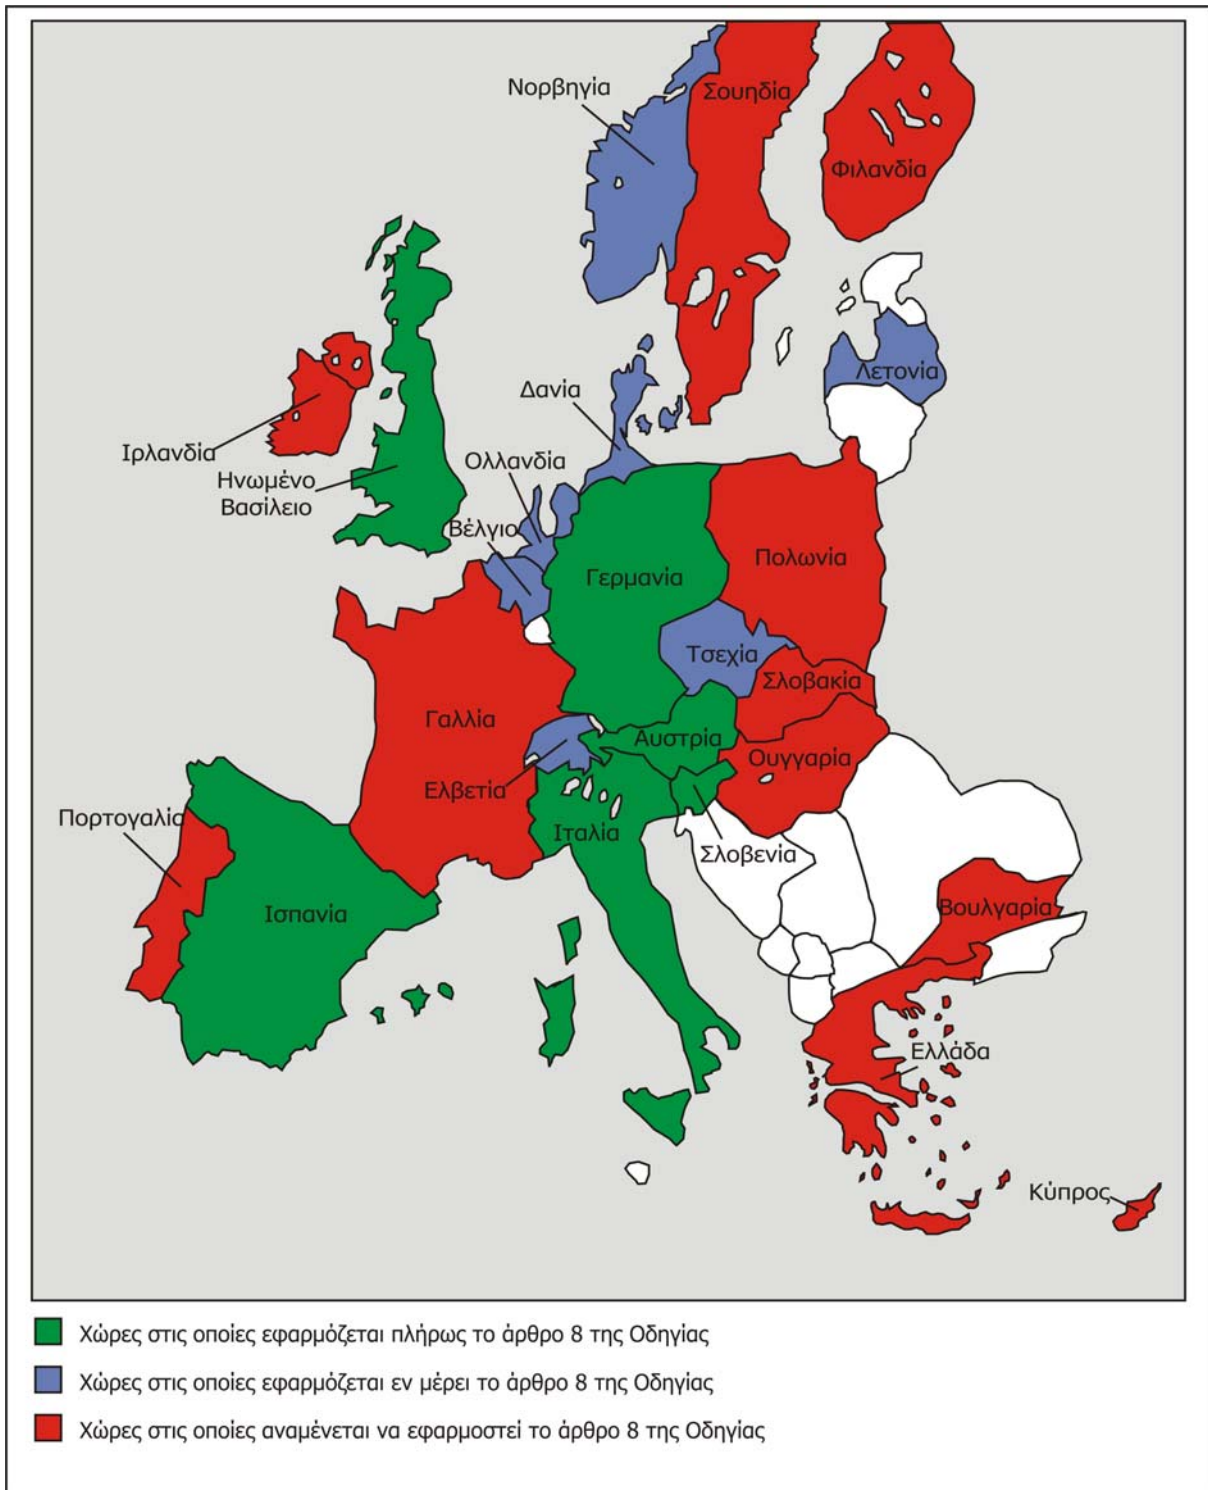 Νορβηγία
Σουηδία
Φιλανδία
Λετονία
Δανία
Ιρλανδία
Ολλανδία
Ηνωμένο
Βασίλειο
Βέλγιο
Γερμανία
Πολωνία
Τσεχία
Σλοβακία
Γαλλία
Αυστρία
Ουγγαρία
Ελβετία
Πορτογαλία
Ιταλία
Σλοβενία
Ισπανία
Βουλγαρία
Ελλάδα
Κύπρος
Χώρες στις οποίες εφαρμόζεται πλήρως το άρθρο 8 της Οδηγίας
Χώρες στις οποίες εφαρμόζεται εν μέρει το άρθρο 8 της Οδηγίας
Χώρες στις οποίες αναμένεται να εφαρμοστεί το άρθρο 8 της Οδηγίας